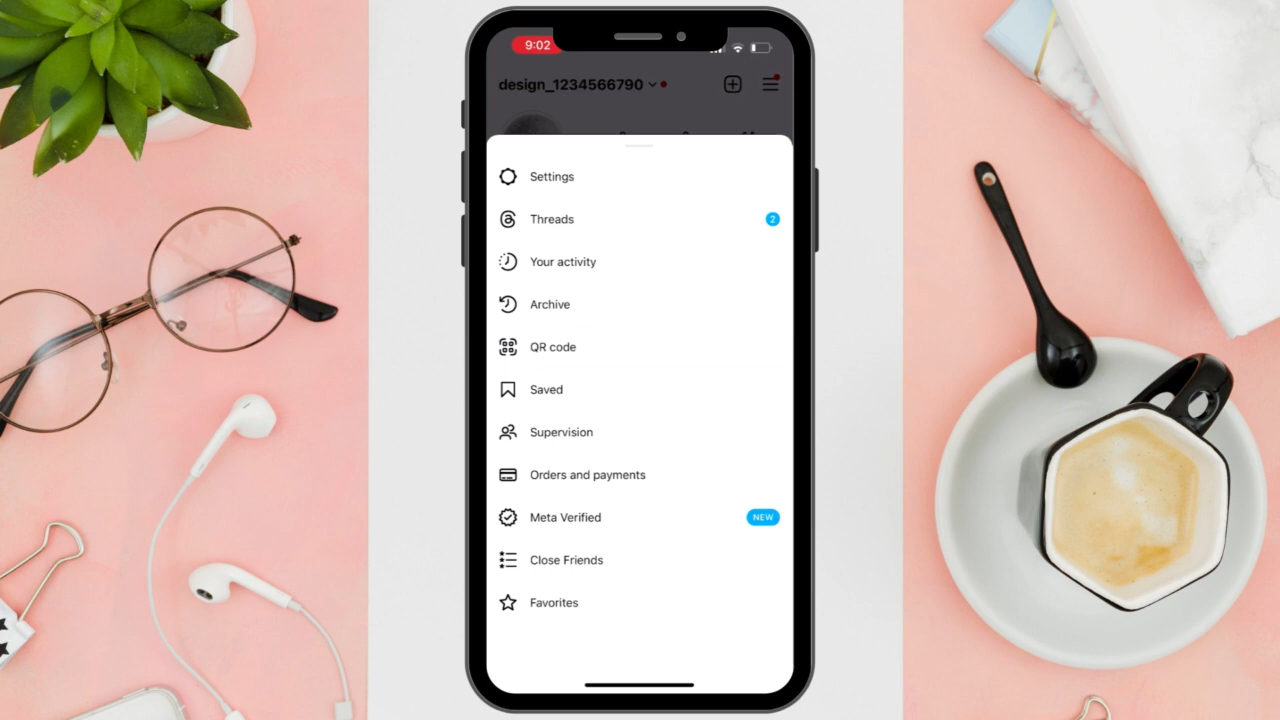 9:02
design_1234566790
Settings
Threads
2
Your activity
Archive
QR code
Saved
Supervision
Orders and payments
Meta Verified
NEW
Close Friends
Favorites